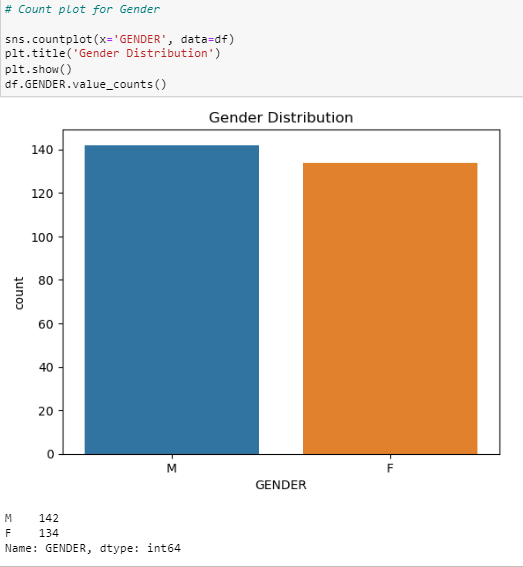 # Count plot for Gender
sns.countplot(x='GENDER', data=df)
plt.title('Gender Distribution')
plt.show()
df.GENDER.value_counts()
Gender Distribution
140
120
100
80
60
40
20
0
count
M F
GENDER
M 142
F 134
Name: GENDER, dtype: int64